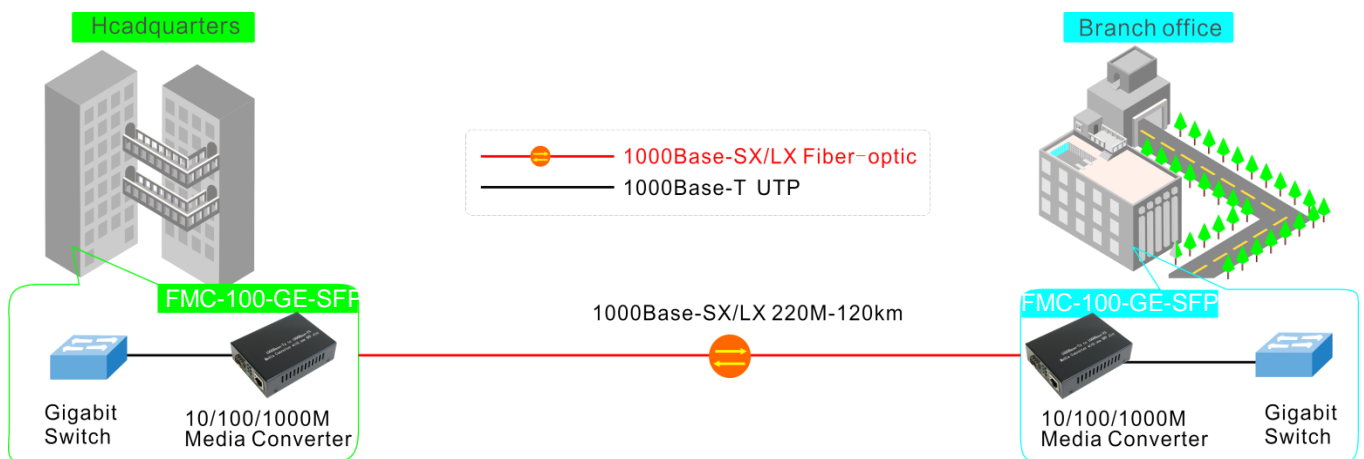 Hcadquarters
Branch office
1000Base-SX/LX Fiber-optic
1000Base-T UTP
FMC-100-GE-SFP
FMC-100-GE-SFP
1000Base-SX/LX 220M-120km
Gigabit
Switch
10/100/1000M
Media Converter
10/100/1000M
Media Converter
Gigabit
Switch